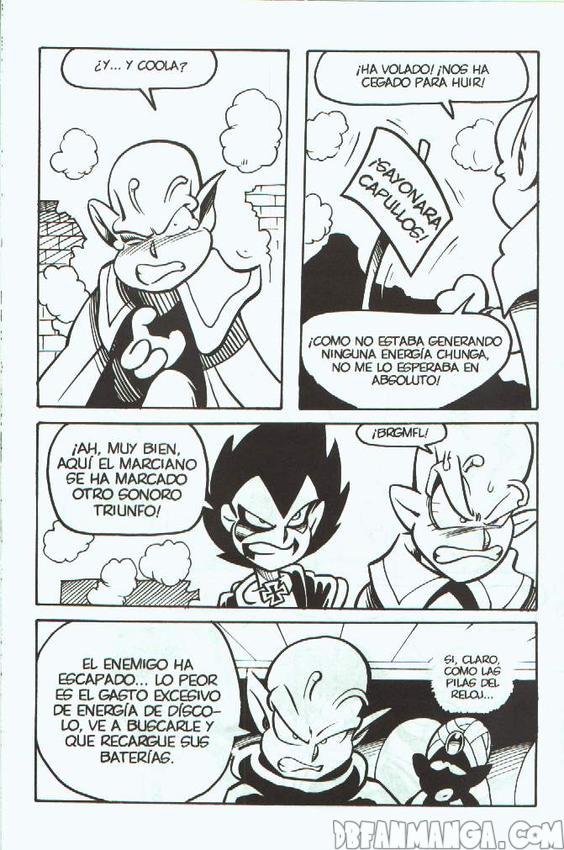 ¿Y... Y COOLA?
¡HA VOLADO! ¡NOS HA
CEGADO PARA HUIR!
¡SAYONARA
CAPULLOS!
¡COMO NO ESTABA GENERANDO
NINGUNA ENERGÍA CHUNGA,
NO ME LO ESPERABA EN
ABSOLUTO!
¡AH, MUY BIEN,
AQUÍ EL MARCIANO
SE HA MARCADO
OTRO SONORO
TRIUNFO!
¡BRGMFL!
EL ENEMIGO HA
ESCAPADO... LO PEOR
ES EL GASTO EXCESIVO
DE ENERGÍA DE DÍSCO-
LO, VE A BUSCARLE Y
QUE RECARGUE SUS
BATERÍAS.
SI, CLARO,
COMO LAS
PILAS DEL
RELOJ...
DBFANMANGA.COM